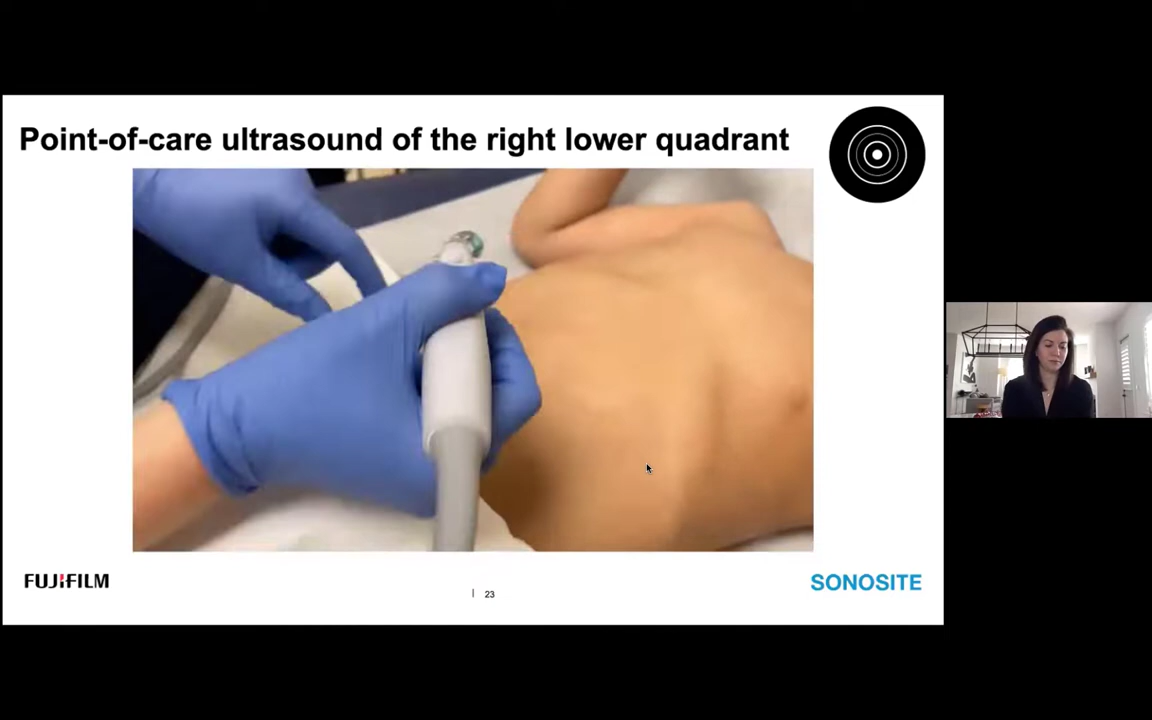 Point-of-care ultrasound of the right lower quadrant
FUJIFILM
| 23
SONOSITE